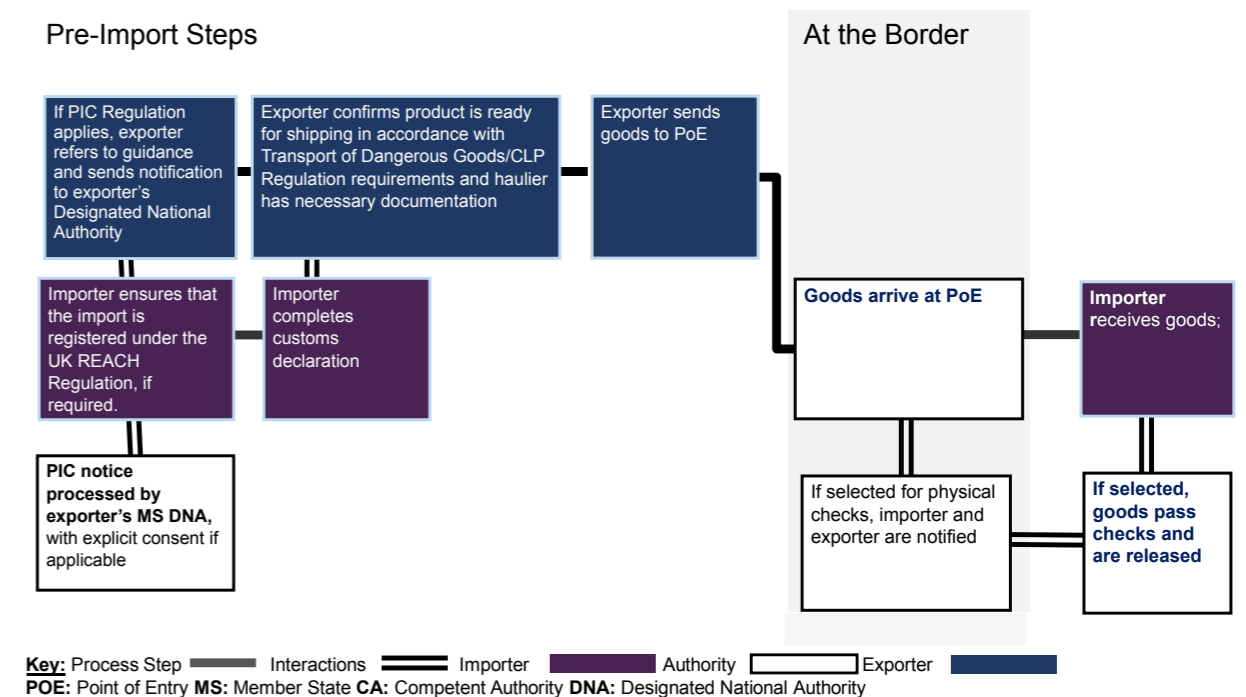 Pre-Import Steps
At the Border
If PIC Regulation
applies, exporter
refers to guidance
and sends notification
to exporter's
Designated National
Authority
Exporter confirms product is ready
for shipping in accordance with
Transport of Dangerous Goods/CLP
Regulation requirements and haulier
has necessary documentation
Exporter sends
goods to PoE
Importer ensures that
the import is
registered under the
UK REACH
Regulation, if
required.
Importer
completes
customs
declaration
Goods arrive at PoE
Importer
receives goods;
PIC notice
processed by
exporter's MS DNA,
with explicit consent if
applicable
If selected for physical
checks, importer and
exporter are notified
If selected,
goods pass
checks and
are released
Key: Process Step Interactions Importer Authority Exporter
POE: Point of Entry MS: Member State CA: Competent Authority DNA: Designated National Authority